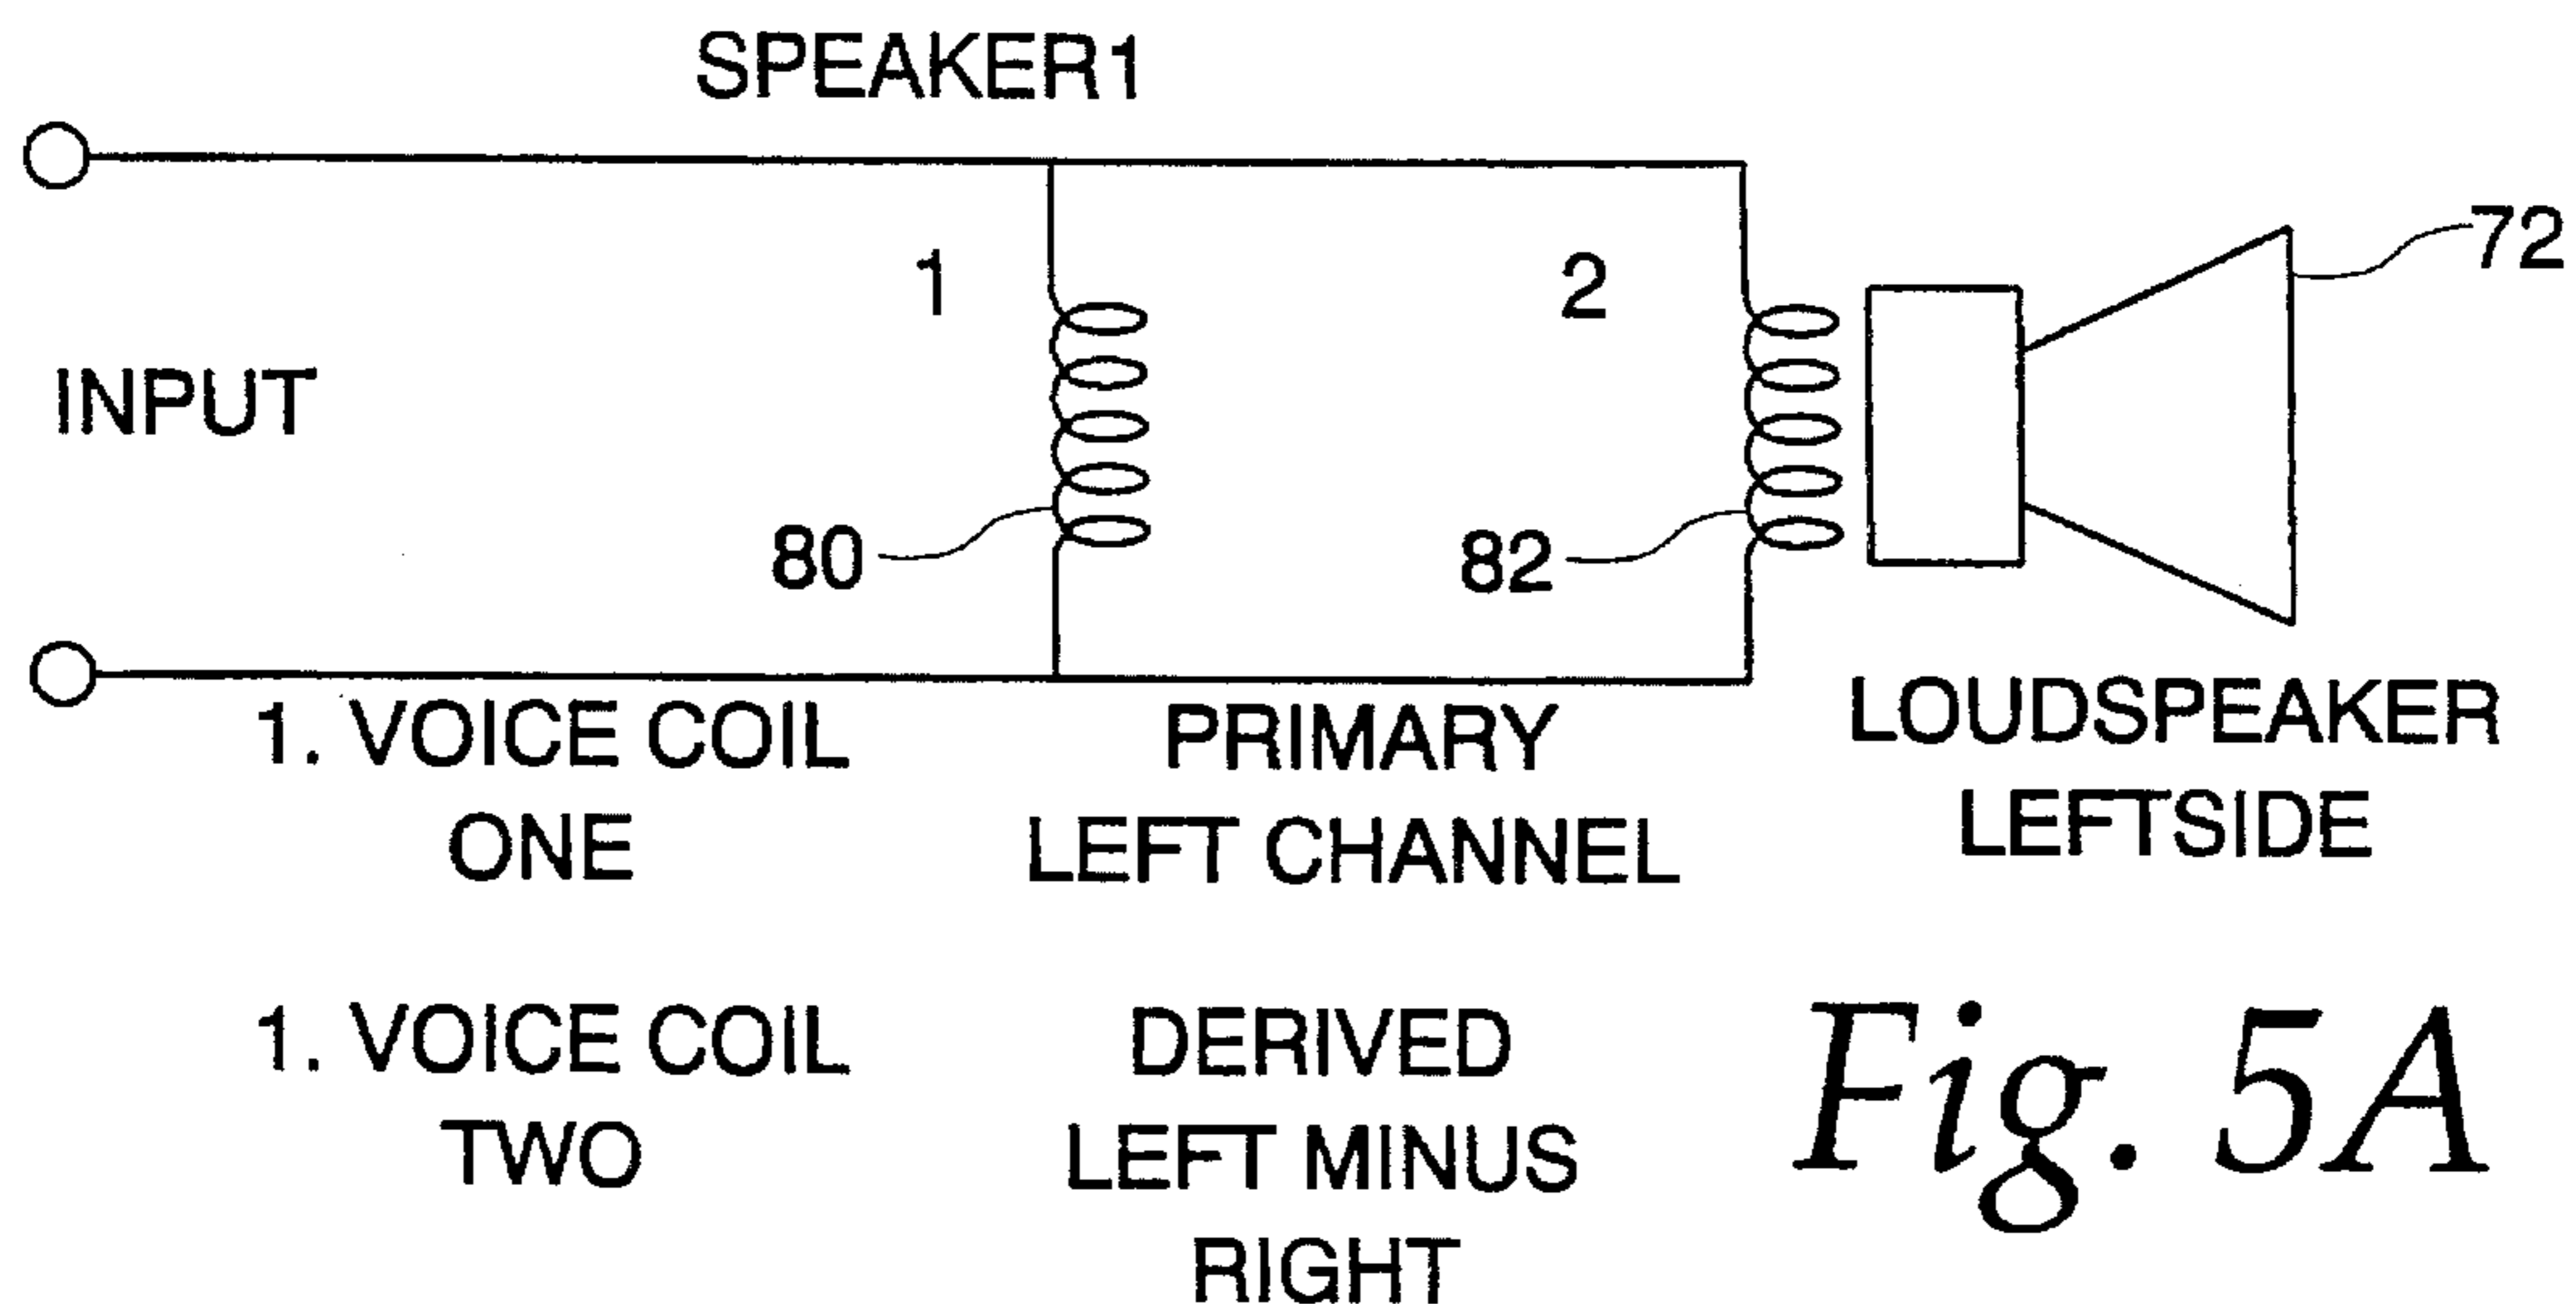 SPEAKER1
72
1
2
INPUT
80
82
1. VOICE COIL
ONE
PRIMARY
LEFT CHANNEL
LOUDSPEAKER
LEFTSIDE
1. VOICE COIL
TWO
DERIVED
LEFT MINUS
RIGHT
Fig. 5A